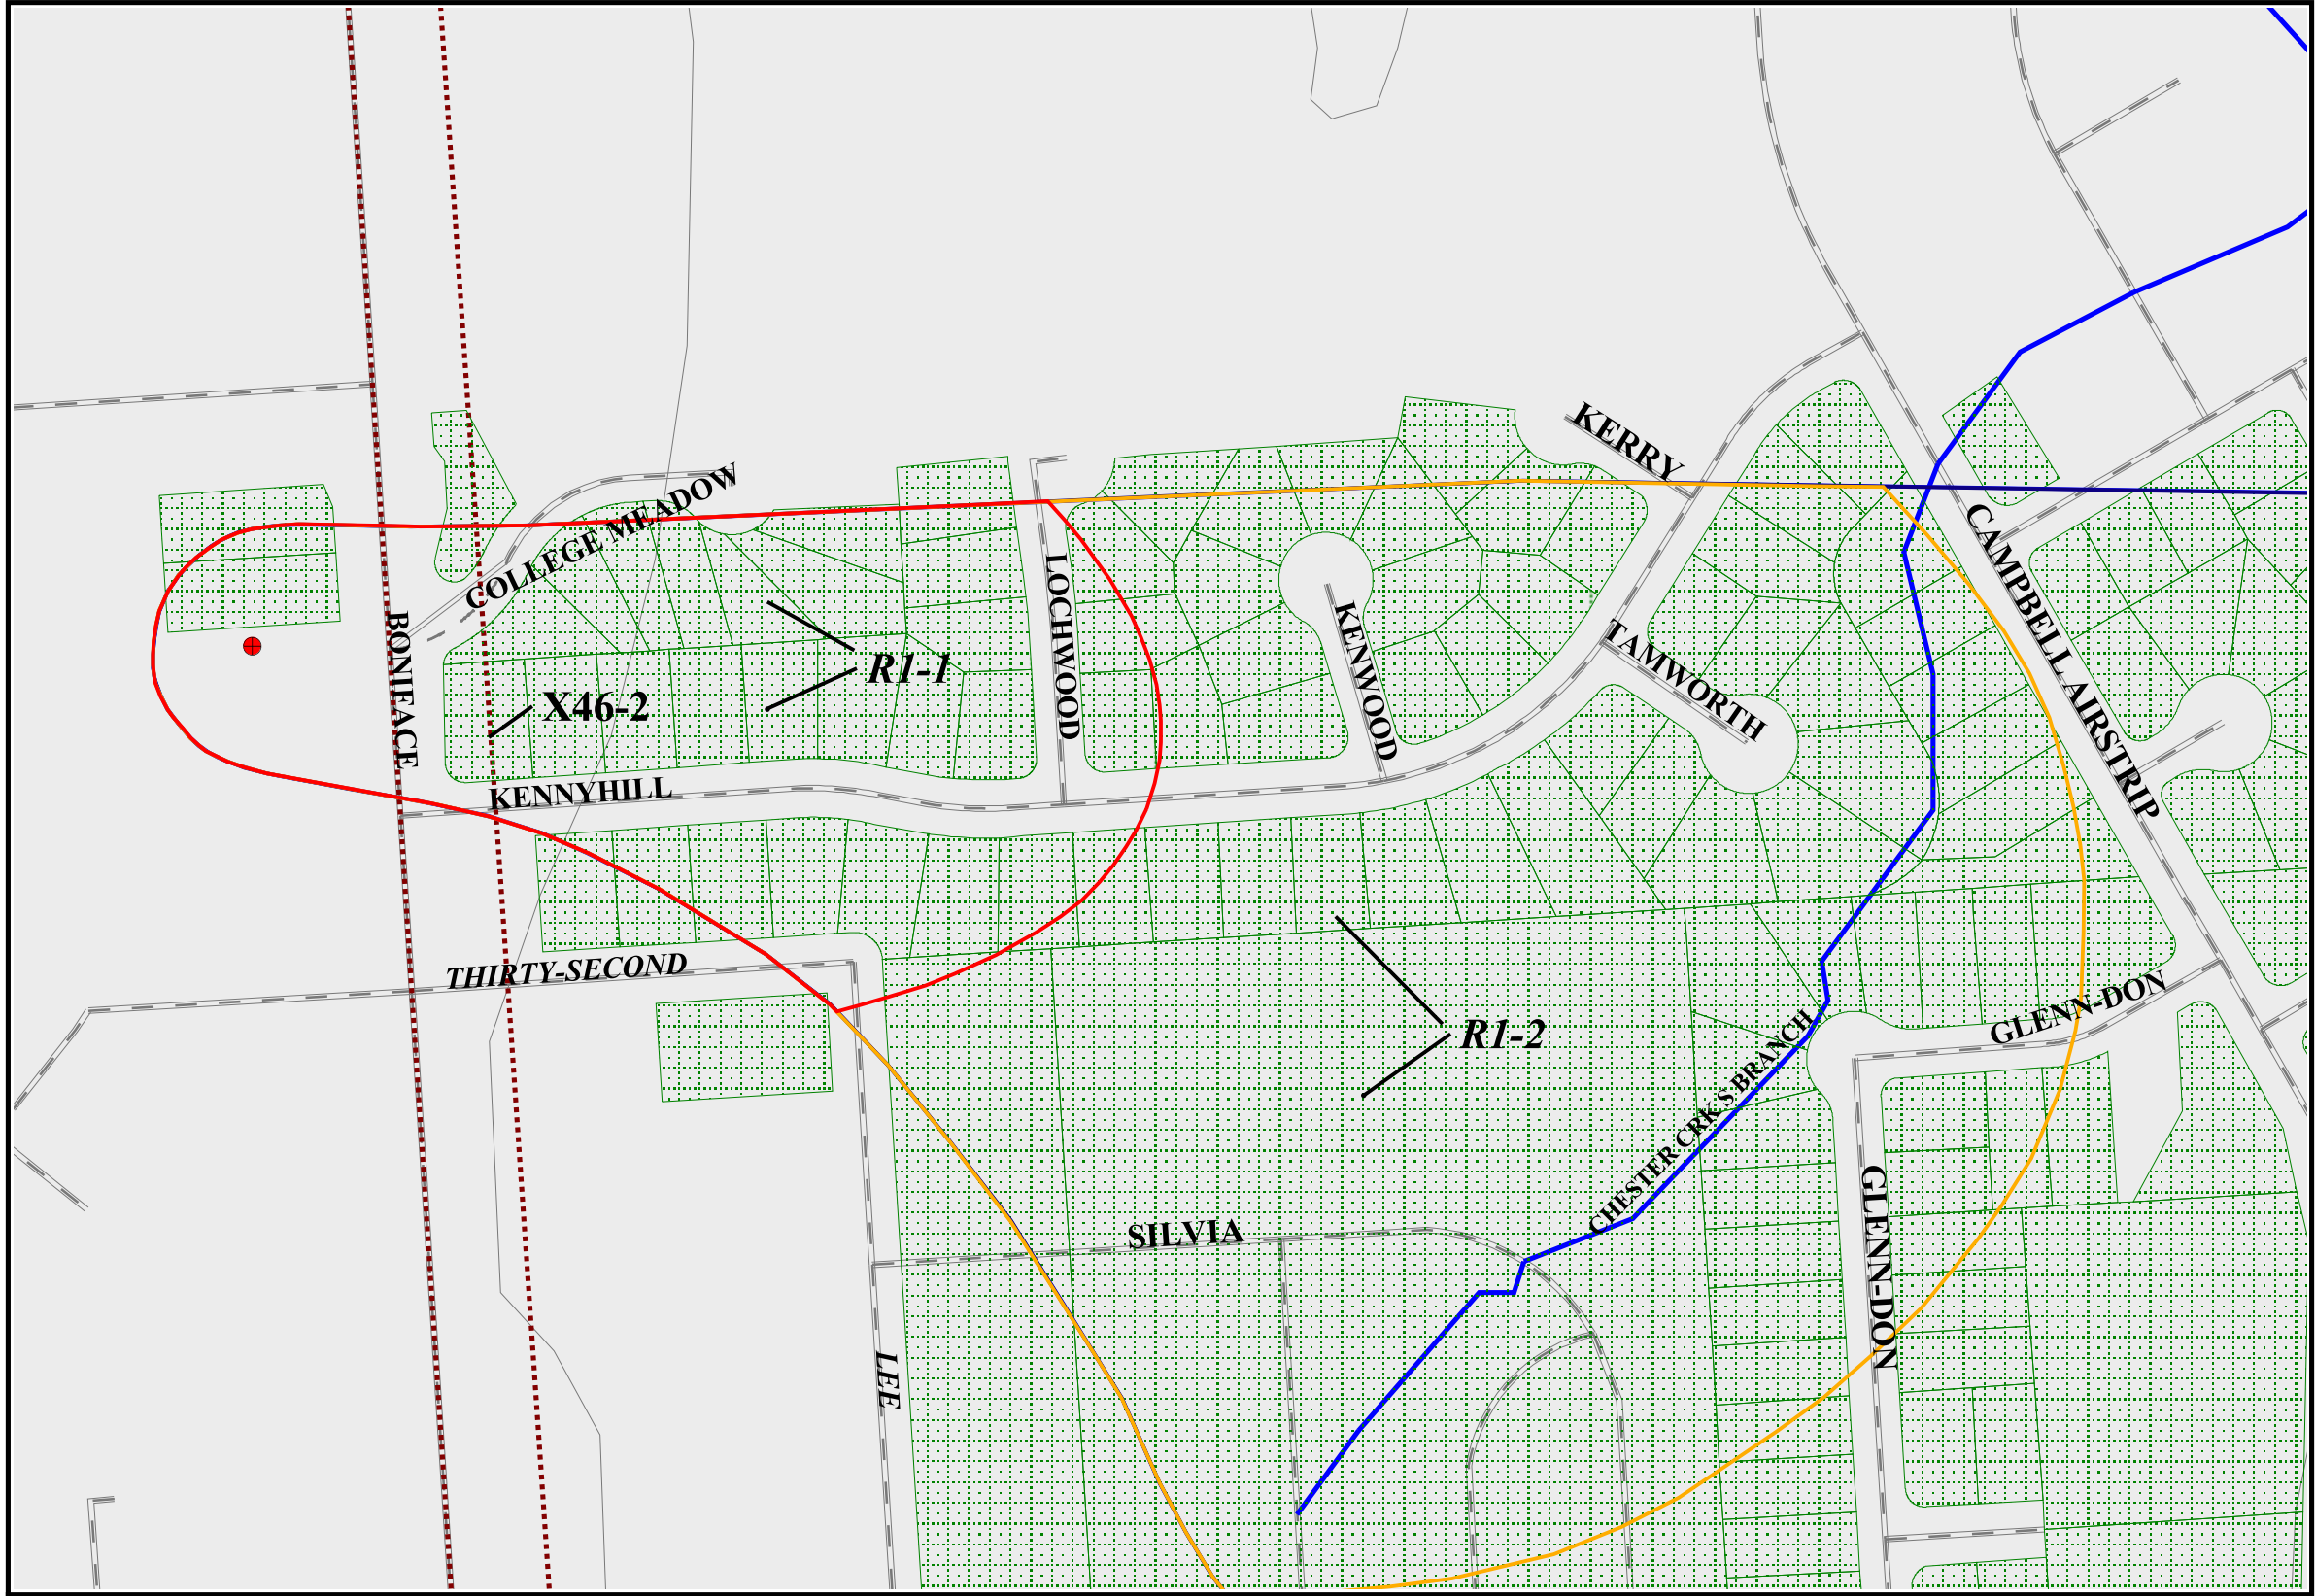 KERRY
COLLEGE MEADOW
CAMPBELL AIRSTRIP
LOCHWOOD
KENWOOD
BONIFACE
TAMWORTH
R1-1
X46-2
KENNYHILL
THIRTY-SECOND
GLENN-DON
R1-2
CHESTER CRK S BRANCH
SILVIA
GLENN-DON
LEE